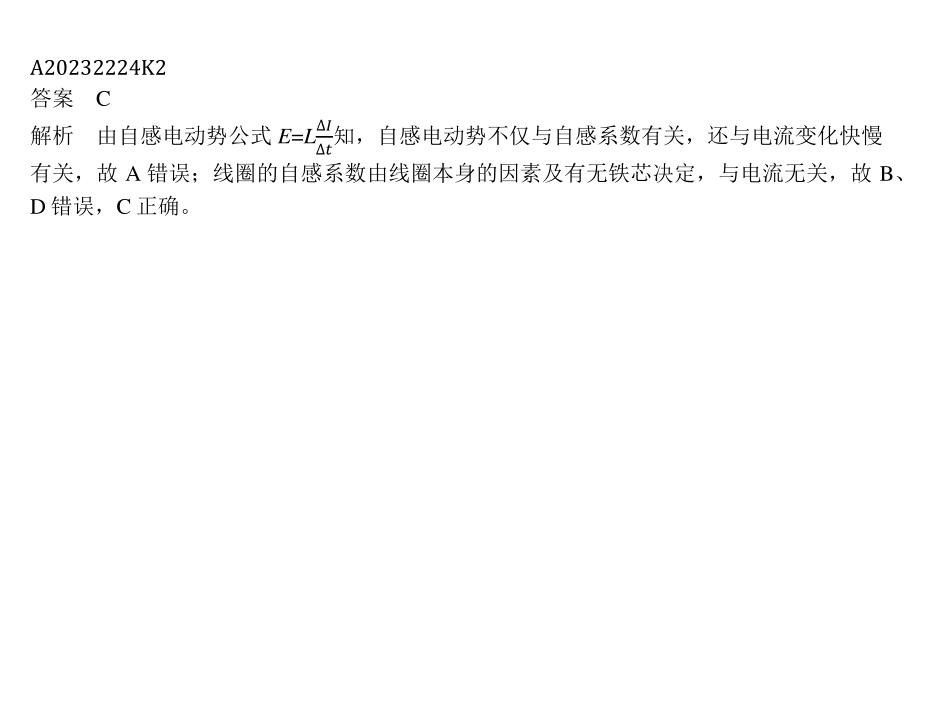 A20232224K2
答案　C
解析　由自感电动势公式 E=L\frac{ΔI}{Δt}知，自感电动势不仅与自感系数有关，还与电流变化快慢
有关，故 A 错误；线圈的自感系数由线圈本身的因素及有无铁芯决定，与电流无关，故 B、
D 错误，C 正确。